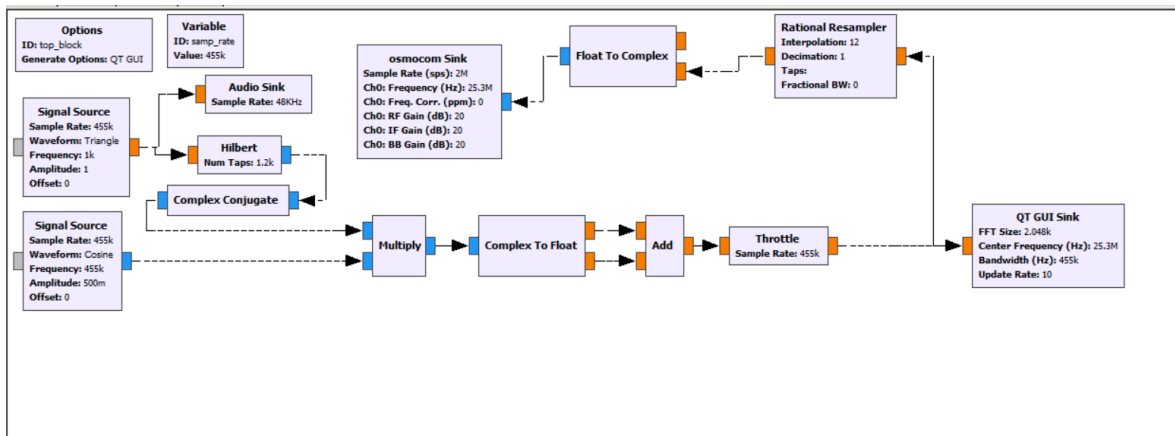 Options
ID: top_block
Generate Options: QT GUI
Variable
ID: samp_rate
Value: 455k
Audio Sink
Sample Rate: 48KHz
Signal Source
Sample Rate: 455k
Waveform: Triangle
Frequency: 1k
Amplitude: 1
Offset: 0
Hilbert
Num Taps: 1.2k
Complex Conjugate
Signal Source
Sample Rate: 455k
Waveform: Cosine
Frequency: 455k
Amplitude: 500m
Offset: 0
osmocom Sink
Sample Rate (sps): 2M
Ch0: Frequency (Hz): 25.3M
Ch0: Freq. Corr. (ppm): 0
Ch0: RF Gain (dB): 20
Ch0: IF Gain (dB): 20
Ch0: BB Gain (dB): 20
Float To Complex
Rational Resampler
Interpolation: 12
Decimation: 1
Taps:
Fractional BW: 0
Multiply
Complex To Float
Add
Throttle
Sample Rate: 455k
QT GUI Sink
FFT Size: 2.048k
Center Frequency (Hz): 25.3M
Bandwidth (Hz): 455k
Update Rate: 10